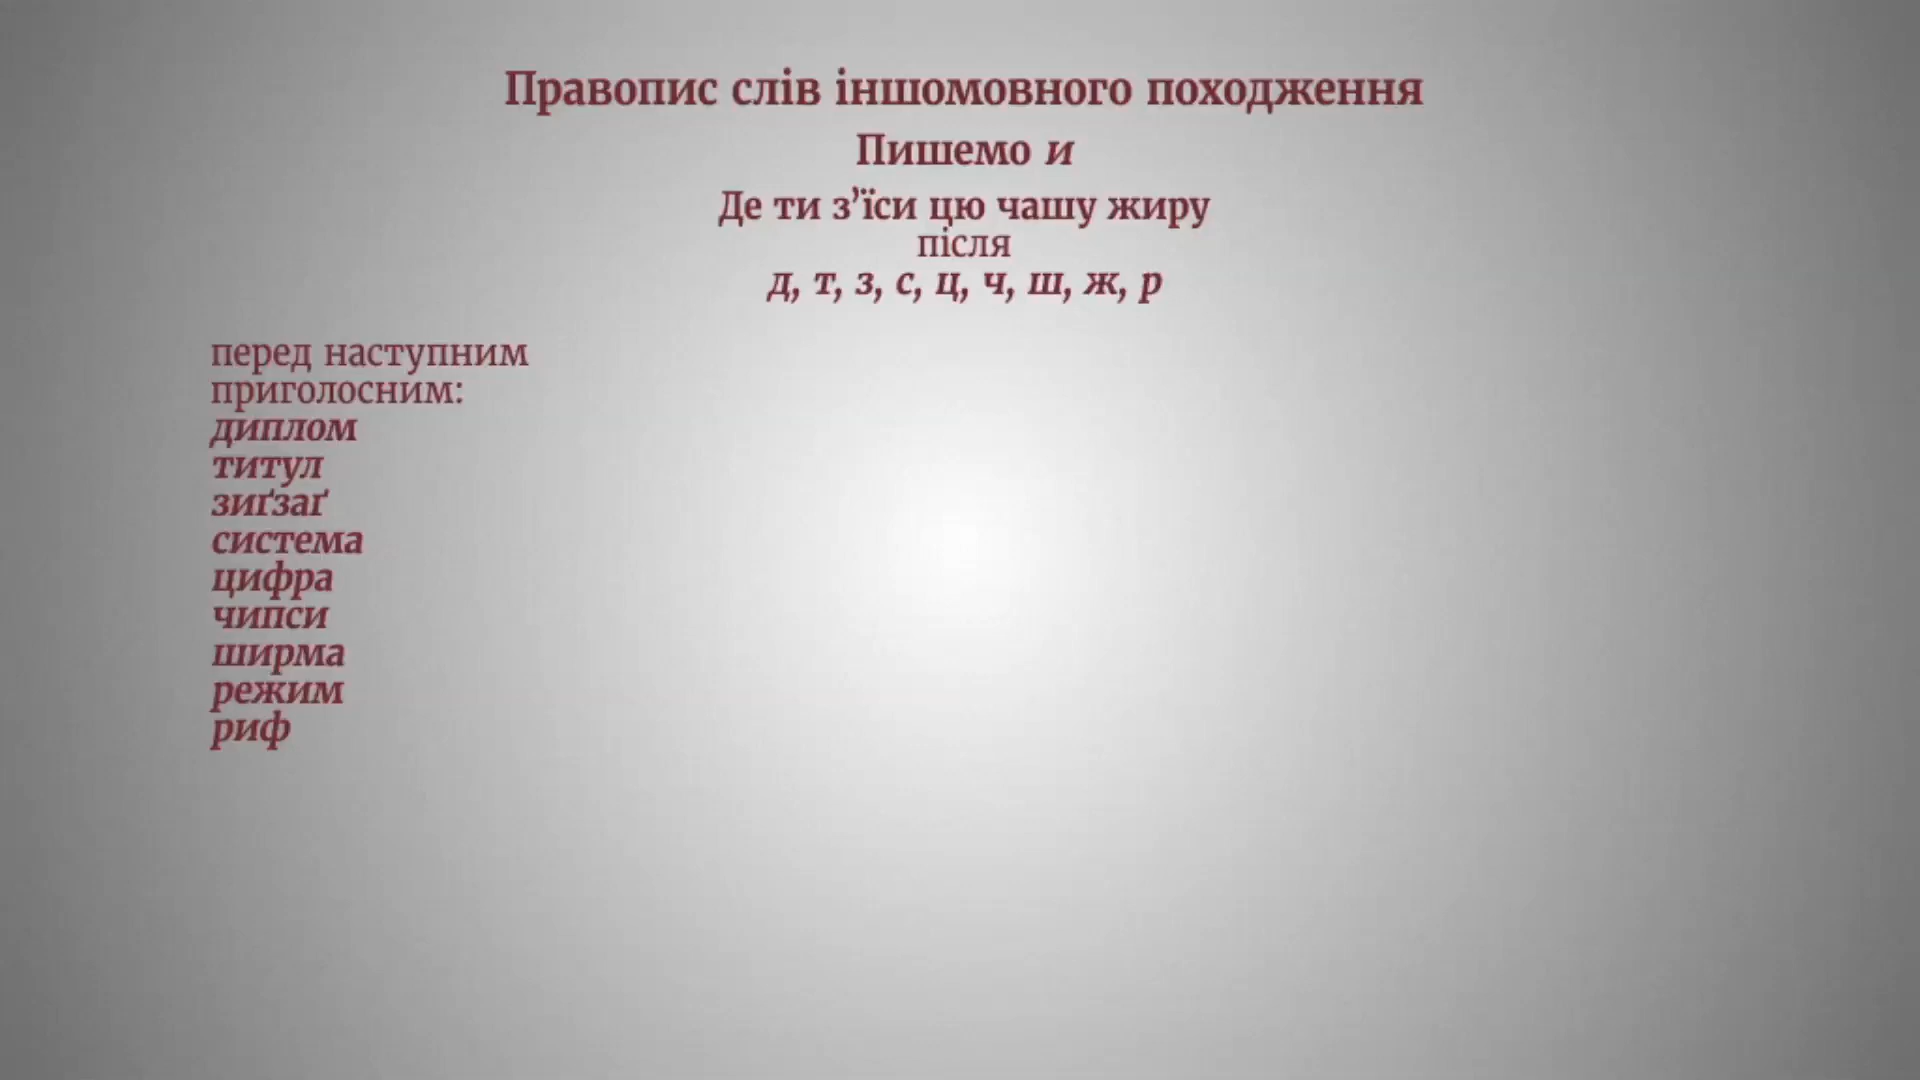 Правопис слів іншомовного походження
Пишемо и
Де ти з’їси цю чашу жиру
після
д, т, з, с, ц, ч, ш, ж, р
перед наступним
приголосним:
диплом
титул
зиґзаґ
система
цифра
чипси
ширма
режим
риф